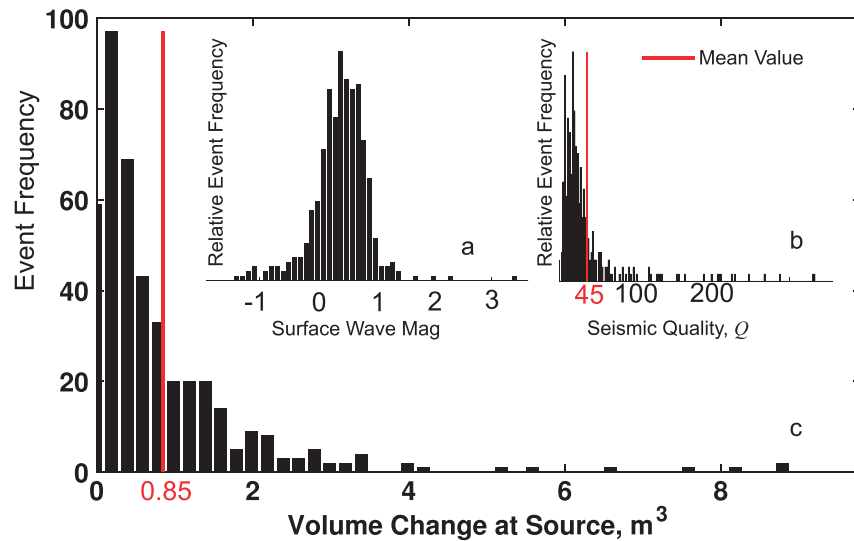 100
80
60
40
20
0
Event Frequency
0 0.85 2 4 6 8
Volume Change at Source, m³
Relative Event Frequency
a
-1 0 1 2 3
Surface Wave Mag
Relative Event Frequency
Mean Value
b
45 100 200
Seismic Quality, Q
c